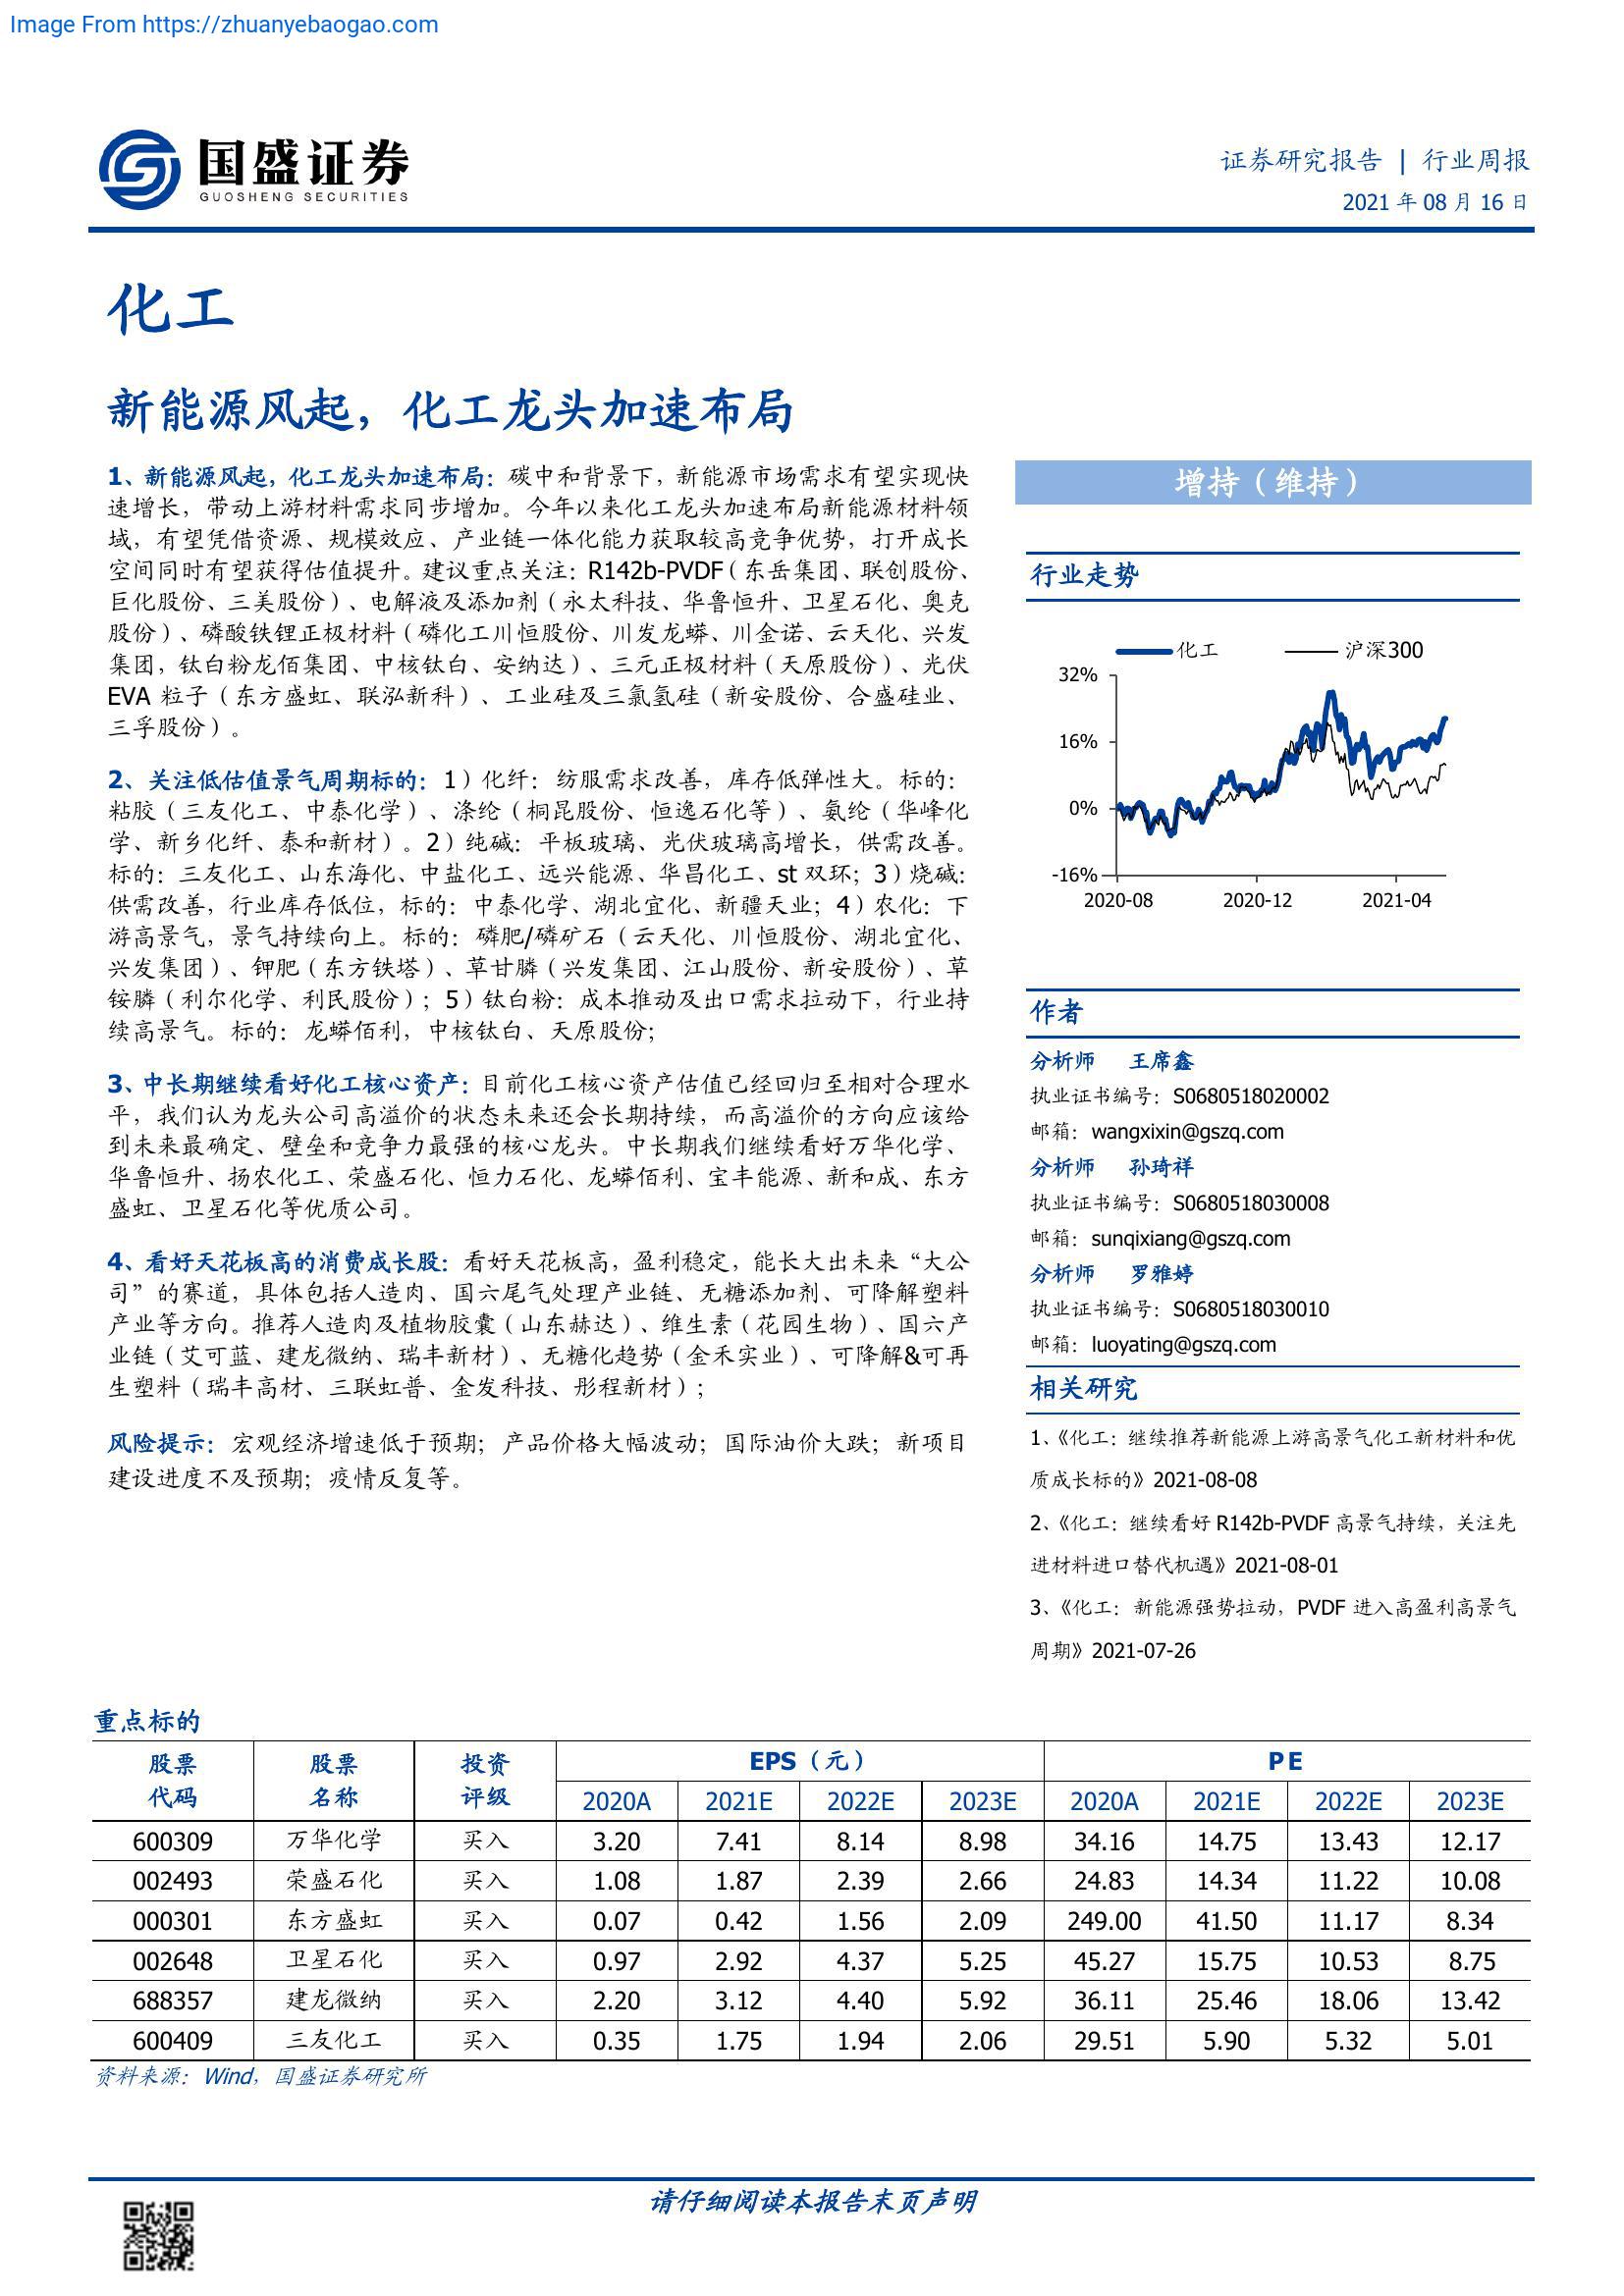 Image From https://zhuanyebaogao.com
国盛证券
GUOSHENG SECURITIES
证券研究报告 | 行业周报
2021 年 08 月 16 日
化工
新能源风起，化工龙头加速布局
1、新能源风起，化工龙头加速布局：碳中和背景下，新能源市场需求有望实现快
速增长，带动上游材料需求同步增加。今年以来化工龙头加速布局新能源材料领
域，有望凭借资源、规模效应、产业链一体化能力获取较高竞争优势，打开成长
空间同时有望获得估值提升。建议重点关注：R142b-PVDF（东岳集团、联创股份、
巨化股份、三美股份）、电解液及添加剂（永太科技、华鲁恒升、卫星石化、奥克
股份）、磷酸铁锂正极材料（磷化工川恒股份、川发龙蟒、川金诺、云天化、兴发
集团，钛白粉龙佰集团、中核钛白、安纳达）、三元正极材料（天原股份）、光伏
EVA 粒子（东方盛虹、联泓新科）、工业硅及三氯氢硅（新安股份、合盛硅业、
三孚股份）。
2、关注低估值景气周期标的：1）化纤：纺服需求改善，库存低弹性大。标的：
粘胶（三友化工、中泰化学）、涤纶（桐昆股份、恒逸石化等）、氨纶（华峰化
学、新乡化纤、泰和新材）。2）纯碱：平板玻璃、光伏玻璃高增长，供需改善。
标的：三友化工、山东海化、中盐化工、远兴能源、华昌化工、st 双环；3）烧碱：
供需改善，行业库存低位，标的：中泰化学、湖北宜化、新疆天业；4）农化：下
游高景气，景气持续向上。标的：磷肥/磷矿石（云天化、川恒股份、湖北宜化、
兴发集团）、钾肥（东方铁塔）、草甘膦（兴发集团、江山股份、新安股份）、草
铵膦（利尔化学、利民股份）；5）钛白粉：成本推动及出口需求拉动下，行业持
续高景气。标的：龙蟒佰利，中核钛白、天原股份；
3、中长期继续看好化工核心资产：目前化工核心资产估值已经回归至相对合理水
平，我们认为龙头公司高溢价的状态未来还会长期持续，而高溢价的方向应该给
到未来最确定、壁垒和竞争力最强的核心龙头。中长期我们继续看好万华化学、
华鲁恒升、扬农化工、荣盛石化、恒力石化、龙蟒佰利、宝丰能源、新和成、东方
盛虹、卫星石化等优质公司。
4、看好天花板高的消费成长股：看好天花板高，盈利稳定，能长大出未来“大公
司”的赛道，具体包括人造肉、国六尾气处理产业链、无糖添加剂、可降解塑料
产业等方向。推荐人造肉及植物胶囊（山东赫达）、维生素（花园生物）、国六产
业链（艾可蓝、建龙微纳、瑞丰新材）、无糖化趋势（金禾实业）、可降解&可再
生塑料（瑞丰高材、三联虹普、金发科技、彤程新材）；
风险提示：宏观经济增速低于预期；产品价格大幅波动；国际油价大跌；新项目
建设进度不及预期；疫情反复等。
增持（维持）
行业走势
化工 沪深300
32%
16%
0%
-16%
2020-08 2020-12 2021-04
作者
分析师 王席鑫
执业证书编号：S0680518020002
邮箱：wangxixin@gszq.com
分析师 孙琦祥
执业证书编号：S0680518030008
邮箱：sunqixiang@gszq.com
分析师 罗雅婷
执业证书编号：S0680518030010
邮箱：luoyating@gszq.com
相关研究
1、《化工：继续推荐新能源上游高景气化工新材料和优
质成长标的》2021-08-08
2、《化工：继续看好 R142b-PVDF 高景气持续，关注先
进材料进口替代机遇》2021-08-01
3、《化工：新能源强势拉动，PVDF 进入高盈利高景气
周期》2021-07-26
重点标的
股票 股票 投资 EPS（元） PE
代码 名称 评级 2020A 2021E 2022E 2023E 2020A 2021E 2022E 2023E
600309 万华化学 买入 3.20 7.41 8.14 8.98 34.16 14.75 13.43 12.17
002493 荣盛石化 买入 1.08 1.87 2.39 2.66 24.83 14.34 11.22 10.08
000301 东方盛虹 买入 0.07 0.42 1.56 2.09 249.00 41.50 11.17 8.34
002648 卫星石化 买入 0.97 2.92 4.37 5.25 45.27 15.75 10.53 8.75
688357 建龙微纳 买入 2.20 3.12 4.40 5.92 36.11 25.46 18.06 13.42
600409 三友化工 买入 0.35 1.75 1.94 2.06 29.51 5.90 5.32 5.01
资料来源：Wind，国盛证券研究所
请仔细阅读本报告末页声明